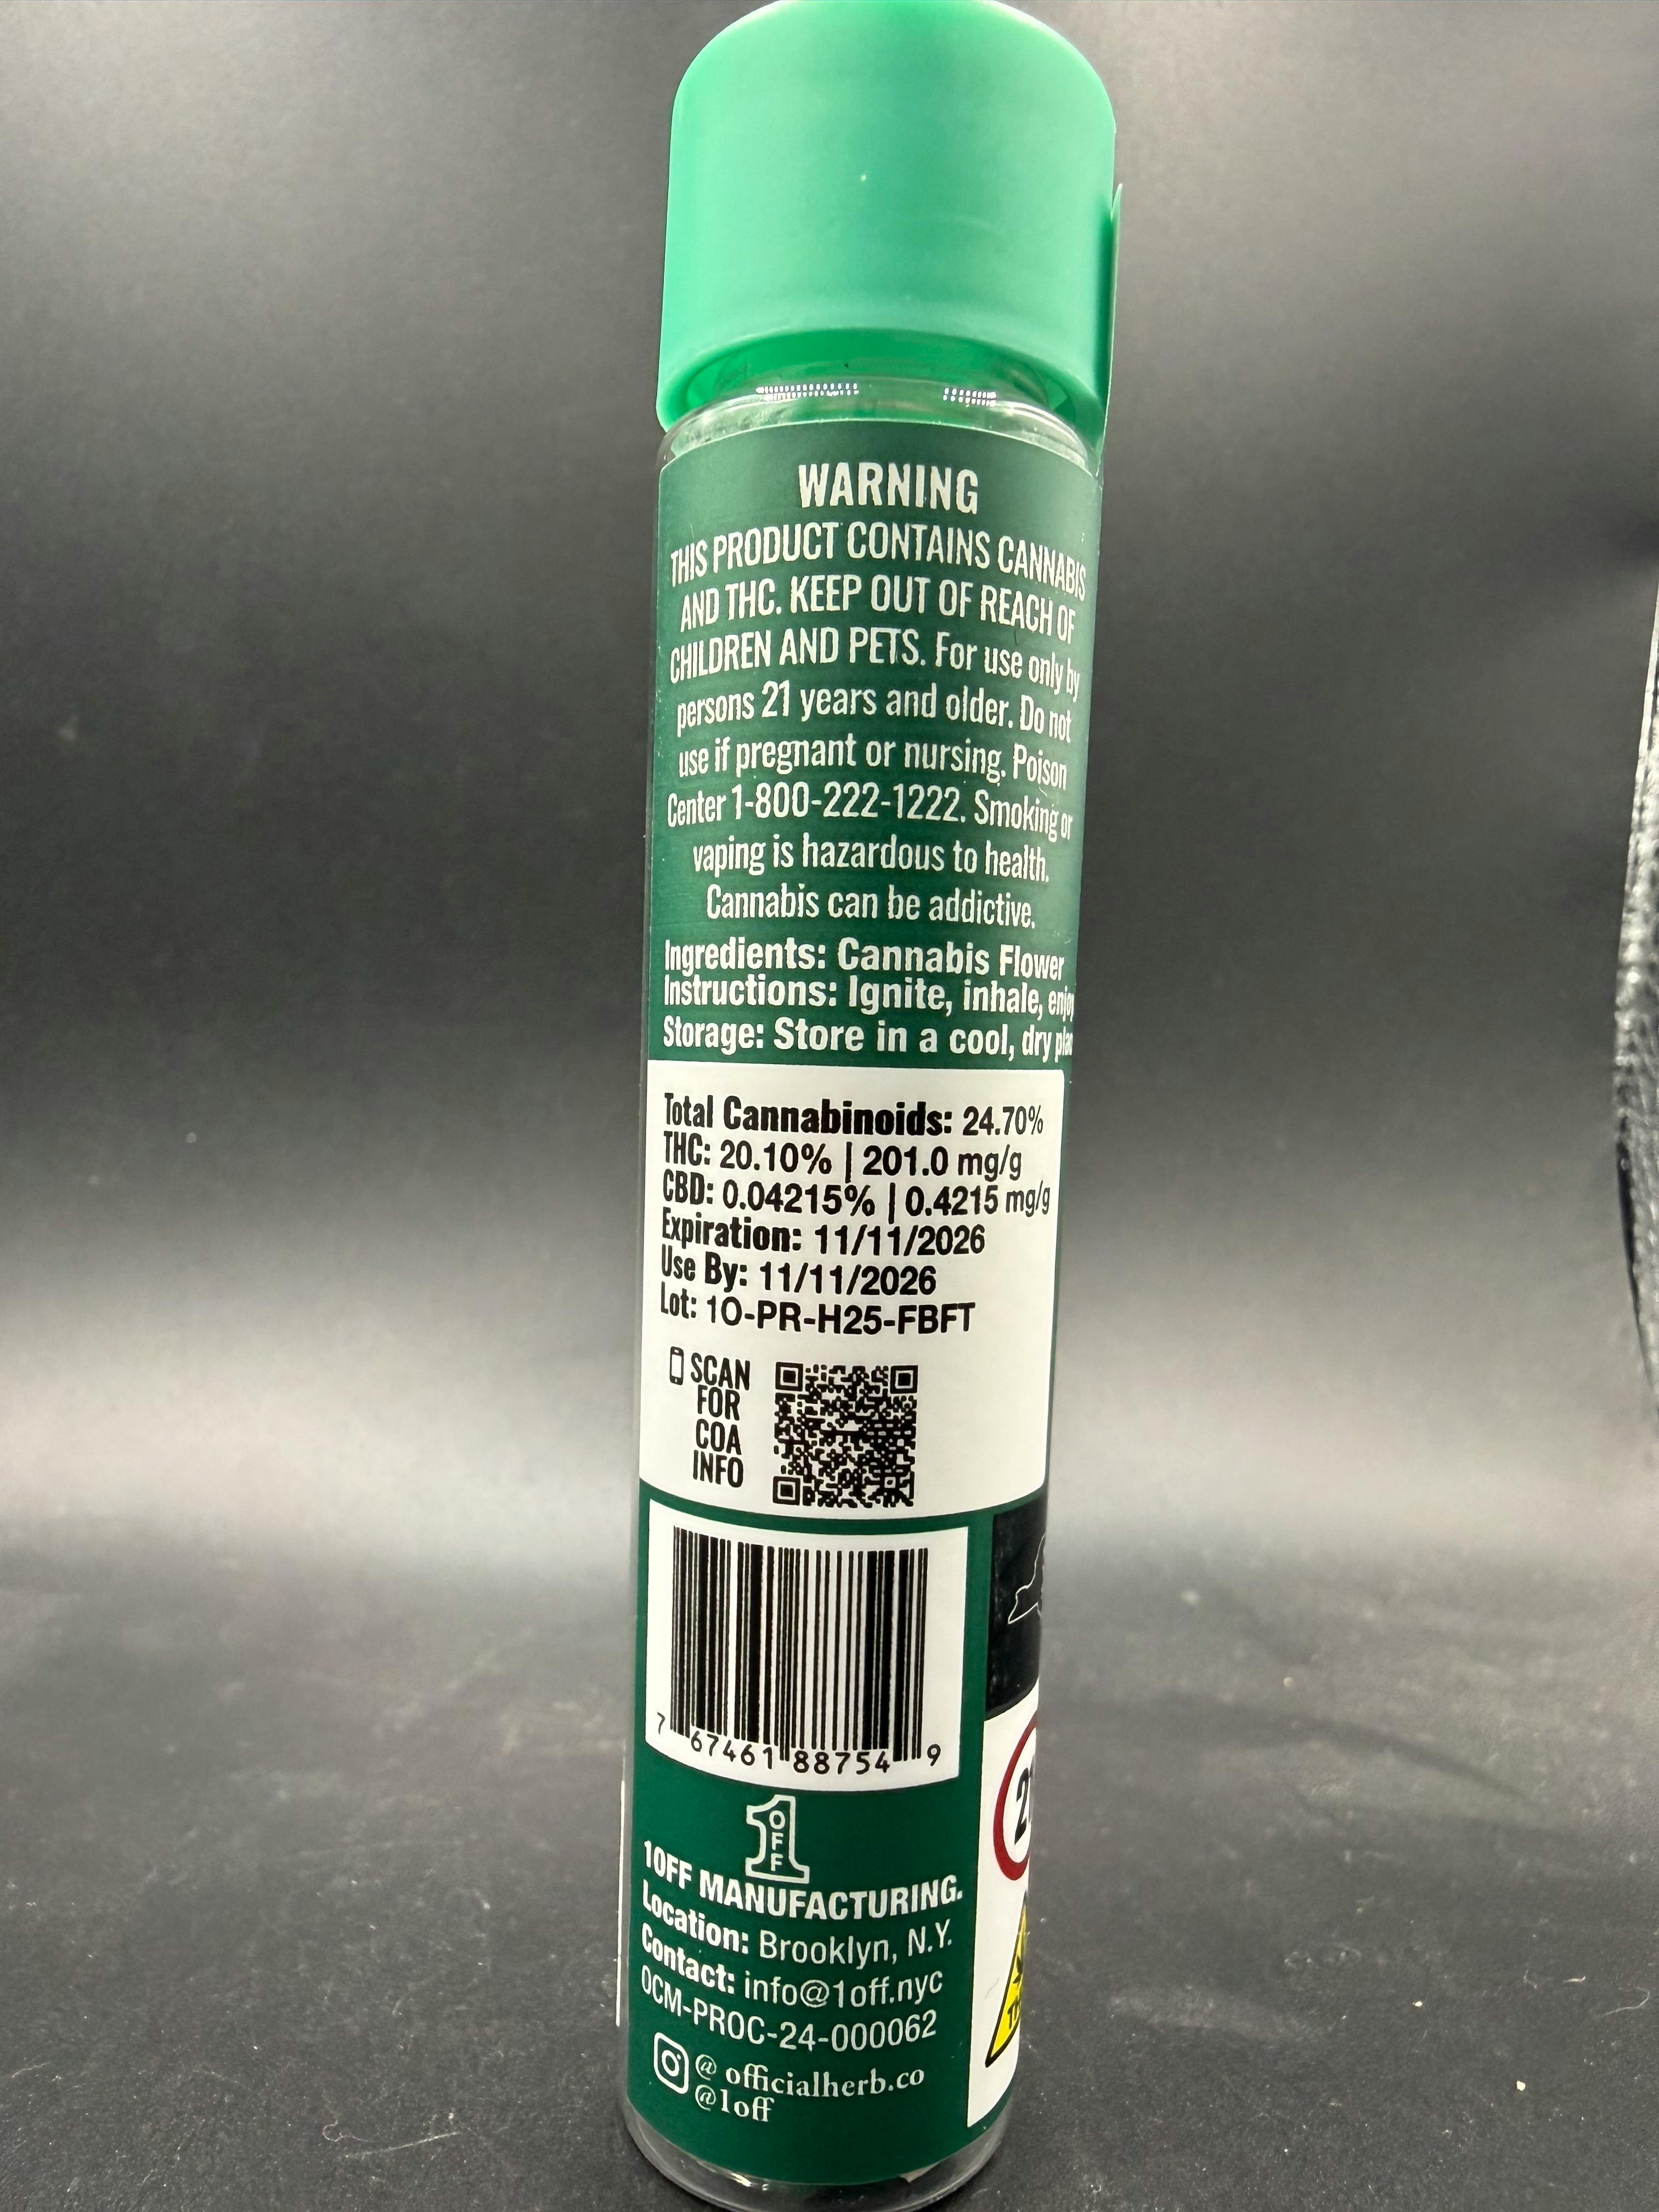 WARNING
THIS PRODUCT CONTAINS CANNABIS
AND THC. KEEP OUT OF REACH OF
CHILDREN AND PETS. For use only by
persons 21 years and older. Do not
use if pregnant or nursing. Poison
Center 1-800-222-1222. Smoking or
vaping is hazardous to health.
Cannabis can be addictive.
Ingredients: Cannabis Flower
Instructions: Ignite, inhale, enjoy
Storage: Store in a cool, dry
Total Cannabinoids: 24.70%
THC: 20.10% | 201.0 mg/g
CBD: 0.04215% | 0.4215 mg/g
Expiration: 11/11/2026
Use By: 11/11/2026
Lot: 1O-PR-H25-FBFT
SCAN
FOR
COA
INFO
7 67461 88754 9
1OFF
1OFF MANUFACTURING.
Location: Brooklyn, N.Y.
Contact: info@1off.nyc
OCM-PROC-24-000062
@ officialherb.co
@1off